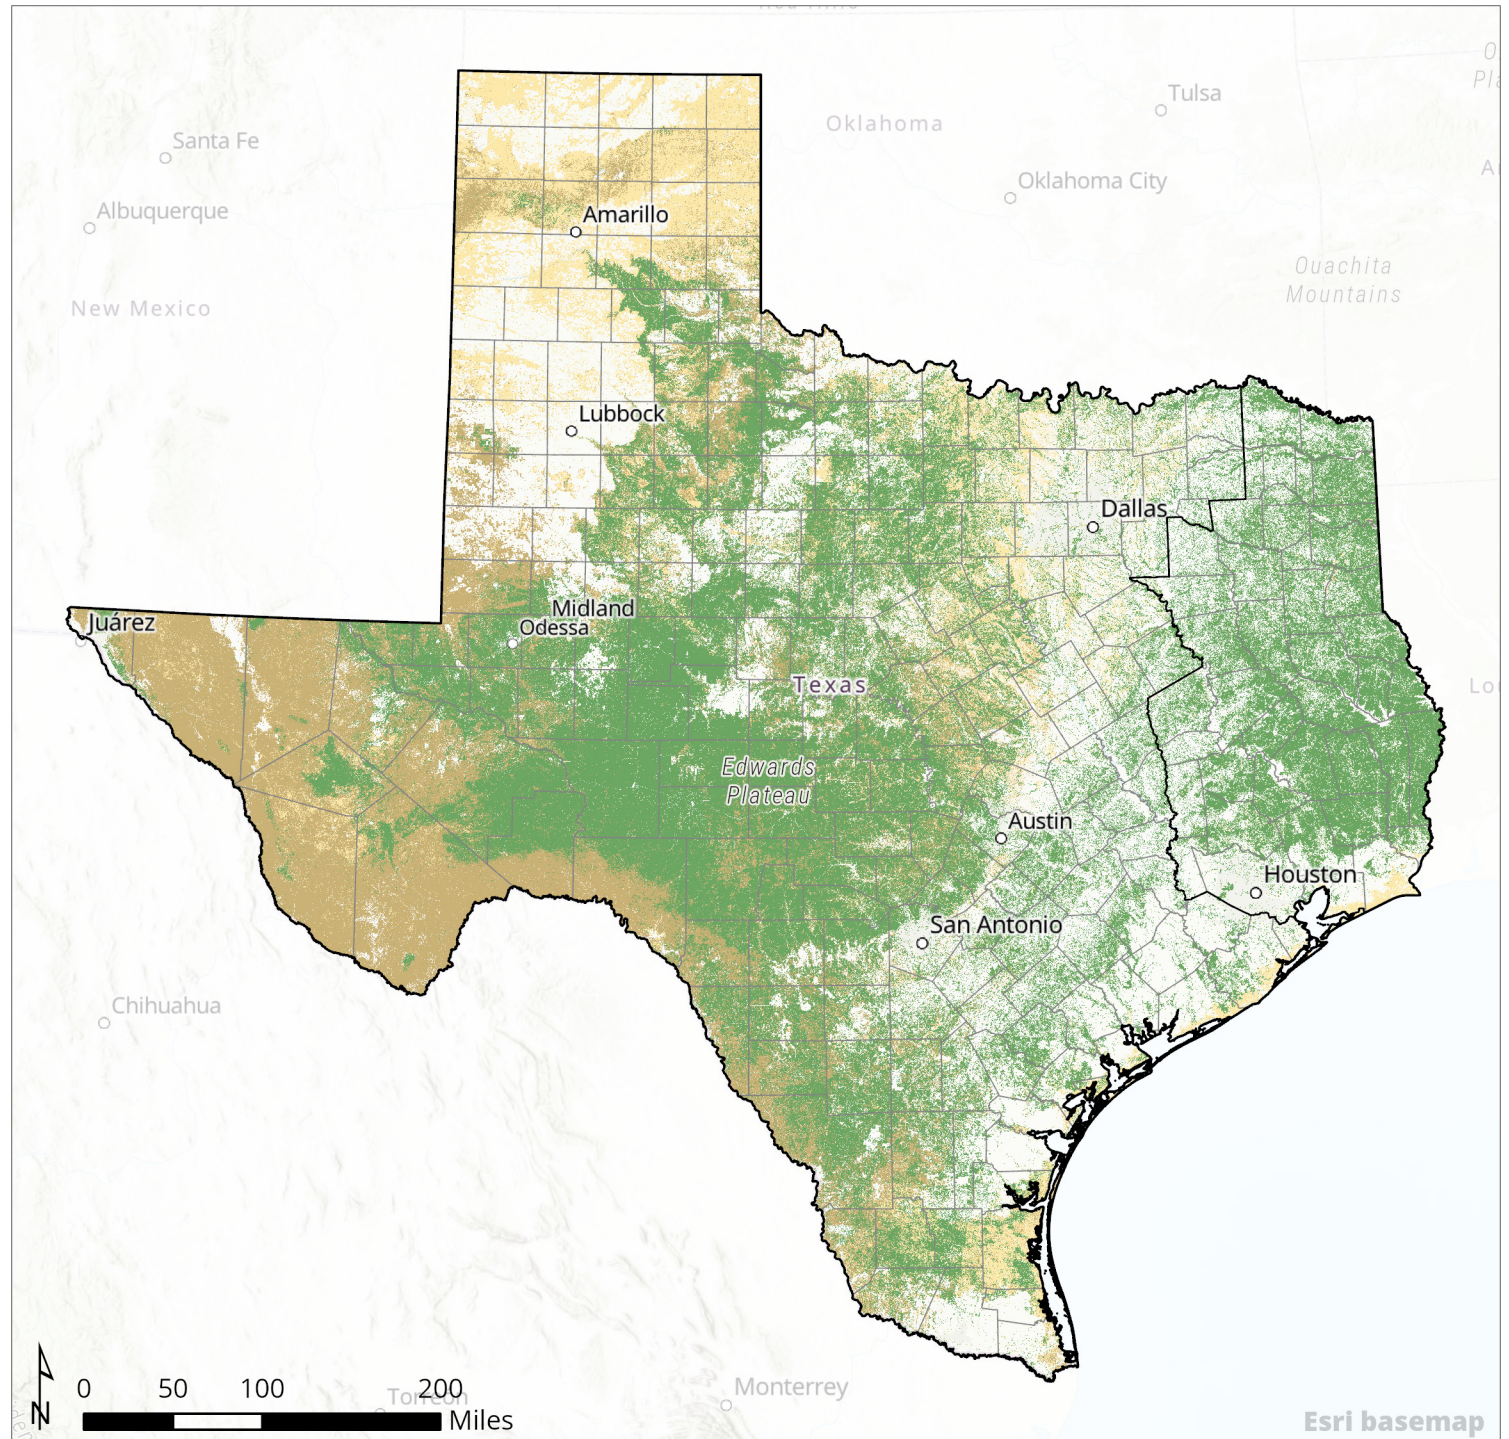 Tulsa
Oklahoma
Santa Fe
Oklahoma City
Albuquerque
Amarillo
Ouachita
Mountains
New Mexico
Lubbock
Dallas
Midland
Juárez
Odessa
Texas
Edwards
Plateau
Austin
Houston
San Antonio
Chihuahua
0 50 100 200
Miles
N
Torreón
Monterrey
Esri basemap